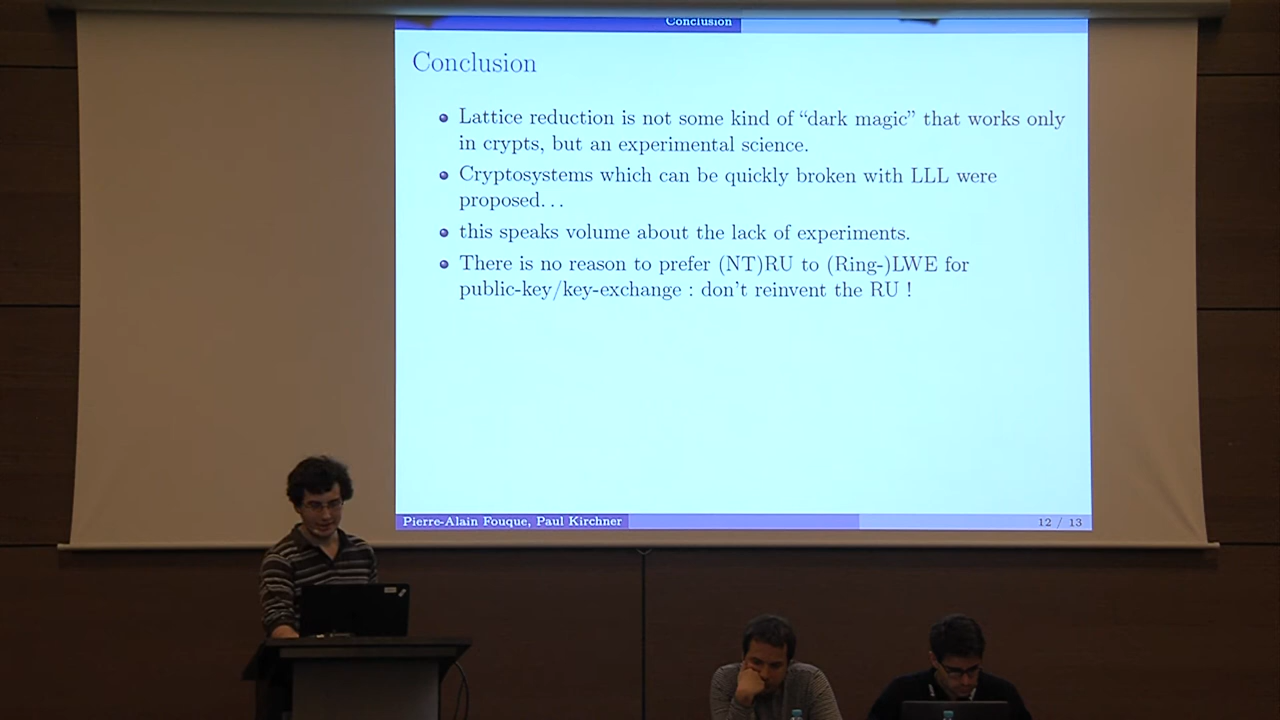 Conclusion
Conclusion
Lattice reduction is not some kind of “dark magic” that works only
in crypts, but an experimental science.
Cryptosystems which can be quickly broken with LLL were
proposed...
this speaks volume about the lack of experiments.
There is no reason to prefer (NT)RU to (Ring-)LWE for
public-key/key-exchange : don't reinvent the RU !
Pierre-Alain Fouque, Paul Kirchner
12 / 13